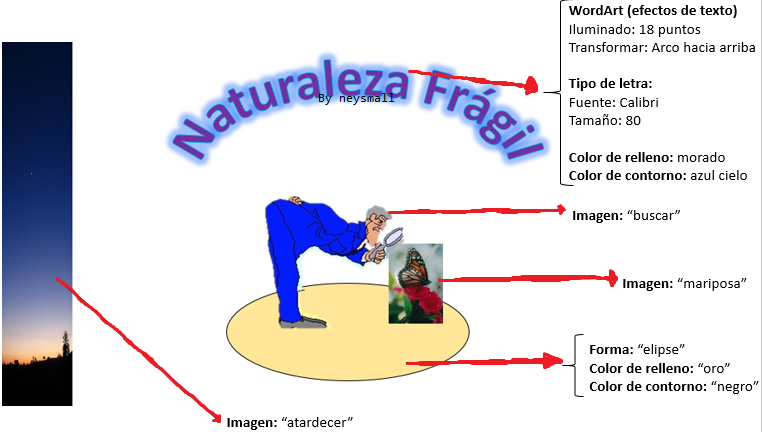 Naturaleza Frágil
By neysmall
WordArt (efectos de texto)
Iluminado: 18 puntos
Transformar: Arco hacia arriba
Tipo de letra:
Fuente: Calibri
Tamaño: 80
Color de relleno: morado
Color de contorno: azul cielo
Imagen: “buscar”
Imagen: “mariposa”
Forma: “elipse”
Color de relleno: “oro”
Color de contorno: “negro”
Imagen: “atardecer”